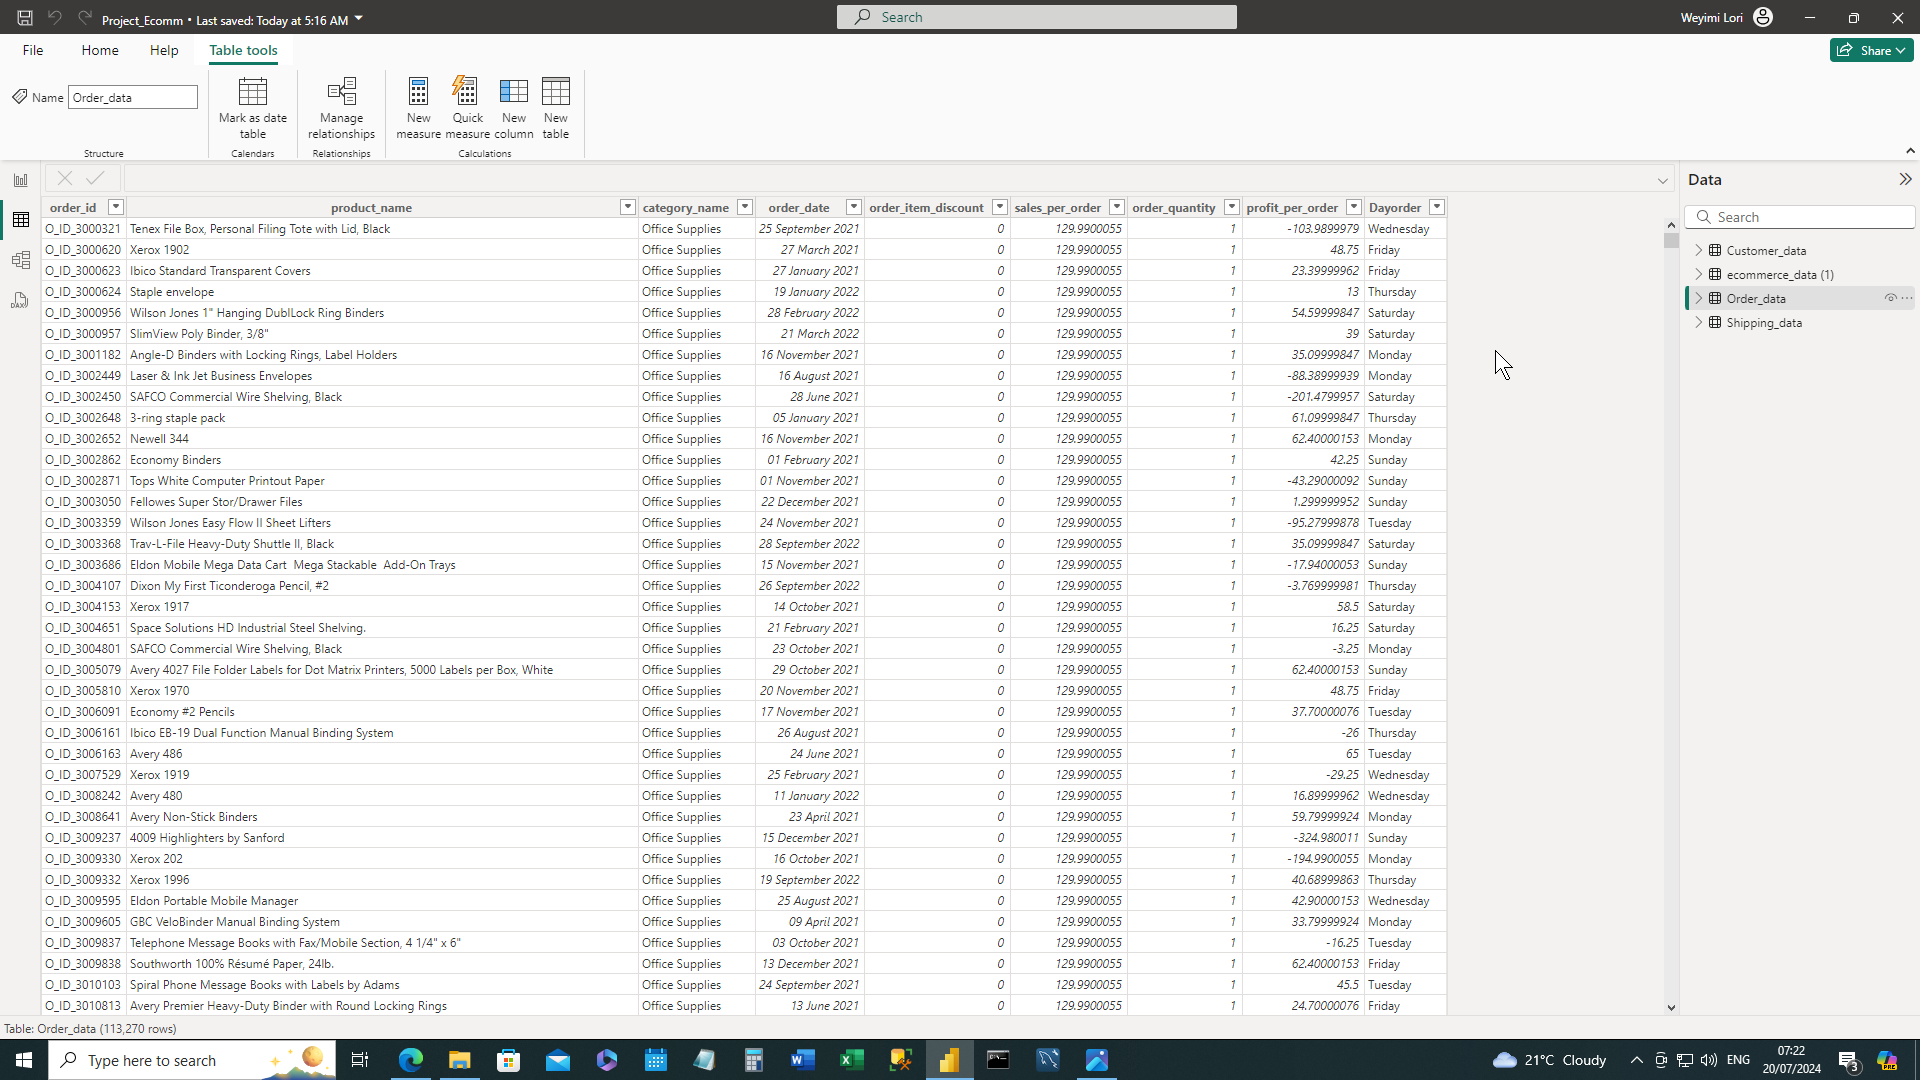 Project_Ecomm • Last saved: Today at 5:16 AM
Search
Weyimi Lori
File Home Help Table tools
Share
Name Order_data
Mark as date table
Manage relationships
New measure
Quick measure
New column
New table
Structure Calendars Relationships Calculations
order_id product_name category_name order_date order_item_discount sales_per_order order_quantity profit_per_order Dayorder
O_ID_3000321 Tenex File Box, Personal Filing Tote with Lid, Black Office Supplies 25 September 2021 0 129.9900055 1 -103.9899979 Wednesday
O_ID_3000620 Xerox 1902 Office Supplies 27 March 2021 0 129.9900055 1 48.75 Friday
O_ID_3000623 Ibico Standard Transparent Covers Office Supplies 27 January 2021 0 129.9900055 1 23.39999962 Friday
O_ID_3000624 Staple envelope Office Supplies 19 January 2022 0 129.9900055 1 13 Thursday
O_ID_3000956 Wilson Jones 1" Hanging DublLock Ring Binders Office Supplies 28 February 2022 0 129.9900055 1 54.59999847 Saturday
O_ID_3000957 SlimView Poly Binder, 3/8" Office Supplies 21 March 2022 0 129.9900055 1 39 Saturday
O_ID_3001182 Angle-D Binders with Locking Rings, Label Holders Office Supplies 16 November 2021 0 129.9900055 1 35.09999847 Monday
O_ID_3002449 Laser & Ink Jet Business Envelopes Office Supplies 16 August 2021 0 129.9900055 1 -88.38999939 Monday
O_ID_3002450 SAFCO Commercial Wire Shelving, Black Office Supplies 28 June 2021 0 129.9900055 1 -201.4799957 Saturday
O_ID_3002648 3-ring staple pack Office Supplies 05 January 2021 0 129.9900055 1 61.09999847 Thursday
O_ID_3002652 Newell 344 Office Supplies 16 November 2021 0 129.9900055 1 62.40000153 Monday
O_ID_3002862 Economy Binders Office Supplies 01 February 2021 0 129.9900055 1 42.25 Sunday
O_ID_3002871 Tops White Computer Printout Paper Office Supplies 01 November 2021 0 129.9900055 1 -43.29000092 Sunday
O_ID_3003050 Fellowes Super Stor/Drawer Files Office Supplies 22 December 2021 0 129.9900055 1 1.299999952 Sunday
O_ID_3003359 Wilson Jones Easy Flow II Sheet Lifters Office Supplies 24 November 2021 0 129.9900055 1 -95.27999878 Tuesday
O_ID_3003368 Trav-L-File Heavy-Duty Shuttle II, Black Office Supplies 28 September 2022 0 129.9900055 1 35.09999847 Saturday
O_ID_3003686 Eldon Mobile Mega Data Cart  Mega Stackable  Add-On Trays Office Supplies 15 November 2021 0 129.9900055 1 -17.94000053 Sunday
O_ID_3004107 Dixon My First Ticonderoga Pencil, #2 Office Supplies 26 September 2022 0 129.9900055 1 -3.769999981 Thursday
O_ID_3004153 Xerox 1917 Office Supplies 14 October 2021 0 129.9900055 1 58.5 Saturday
O_ID_3004651 Space Solutions HD Industrial Steel Shelving. Office Supplies 21 February 2021 0 129.9900055 1 16.25 Saturday
O_ID_3004801 SAFCO Commercial Wire Shelving, Black Office Supplies 23 October 2021 0 129.9900055 1 -3.25 Monday
O_ID_3005079 Avery 4027 File Folder Labels for Dot Matrix Printers, 5000 Labels per Box, White Office Supplies 29 October 2021 0 129.9900055 1 62.40000153 Sunday
O_ID_3005810 Xerox 1970 Office Supplies 20 November 2021 0 129.9900055 1 48.75 Friday
O_ID_3006091 Economy #2 Pencils Office Supplies 17 November 2021 0 129.9900055 1 37.70000076 Tuesday
O_ID_3006161 Ibico EB-19 Dual Function Manual Binding System Office Supplies 26 August 2021 0 129.9900055 1 -26 Thursday
O_ID_3006163 Avery 486 Office Supplies 24 June 2021 0 129.9900055 1 65 Tuesday
O_ID_3007529 Xerox 1919 Office Supplies 25 February 2021 0 129.9900055 1 -29.25 Wednesday
O_ID_3008242 Avery 480 Office Supplies 11 January 2022 0 129.9900055 1 16.89999962 Wednesday
O_ID_3008641 Avery Non-Stick Binders Office Supplies 23 April 2021 0 129.9900055 1 59.79999924 Monday
O_ID_3009237 4009 Highlighters by Sanford Office Supplies 15 December 2021 0 129.9900055 1 -324.980011 Sunday
O_ID_3009330 Xerox 202 Office Supplies 16 October 2021 0 129.9900055 1 -194.9900055 Monday
O_ID_3009332 Xerox 1996 Office Supplies 19 September 2022 0 129.9900055 1 40.68999863 Thursday
O_ID_3009595 Eldon Portable Mobile Manager Office Supplies 25 August 2021 0 129.9900055 1 42.90000153 Wednesday
O_ID_3009605 GBC VeloBinder Manual Binding System Office Supplies 09 April 2021 0 129.9900055 1 33.79999924 Monday
O_ID_3009837 Telephone Message Books with Fax/Mobile Section, 4 1/4" x 6" Office Supplies 03 October 2021 0 129.9900055 1 -16.25 Tuesday
O_ID_3009838 Southworth 100% Résumé Paper, 24lb. Office Supplies 13 December 2021 0 129.9900055 1 62.40000153 Friday
O_ID_3010103 Spiral Phone Message Books with Labels by Adams Office Supplies 24 September 2021 0 129.9900055 1 45.5 Tuesday
O_ID_3010813 Avery Premier Heavy-Duty Binder with Round Locking Rings Office Supplies 13 June 2021 0 129.9900055 1 24.70000076 Friday
Data
Search
Customer_data
ecommerce_data (1)
Order_data
Shipping_data
Table: Order_data (113,270 rows)
Type here to search
21°C Cloudy
ENG
07:22
20/07/2024
3